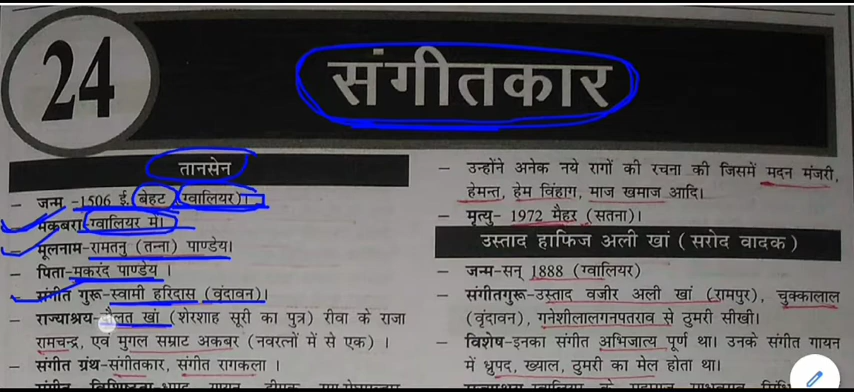 24
संगीतकार
तानसेन
– जन्म -1506 ई. बेहट (ग्वालियर)।
मकबरा ग्वालियर में।
मूलनाम-रामतनु (तन्ना) पाण्डेय।
– पिता-मकरंद पाण्डेय ।
संगीत गुरू-स्वामी हरिदास (वृंदावन)।
– राज्याश्रय-दौलत खां (शेरशाह सूरी का पुत्र) रीवा के राजा
रामचन्द्र, एवं मुगल सम्राट अकबर (नवरत्नों में से एक) ।
– संगीत ग्रंथ-संगीतकार, संगीत रागकला ।
– उन्होंने अनेक नये रागों की रचना की जिसमें मदन मंजरी,
हेमन्त, हेम विंहाग, माज खमाज आदि।
– मृत्यु- 1972 मैहर (सतना)।
उस्ताद हाफिज अली खां (सरोद वादक)
– जन्म-सन् 1888 (ग्वालियर)
– संगीतगुरू-उस्ताद वजीर अली खां (रामपुर), चुक्कालाल
(वृंदावन), गनेशीलालगनपतराव से ठुमरी सीखी।
– विशेष-इनका संगीत अभिजात्य पूर्ण था। उनके संगीत गायन
में ध्रुपद, ख्याल, ठुमरी का मेल होता था।